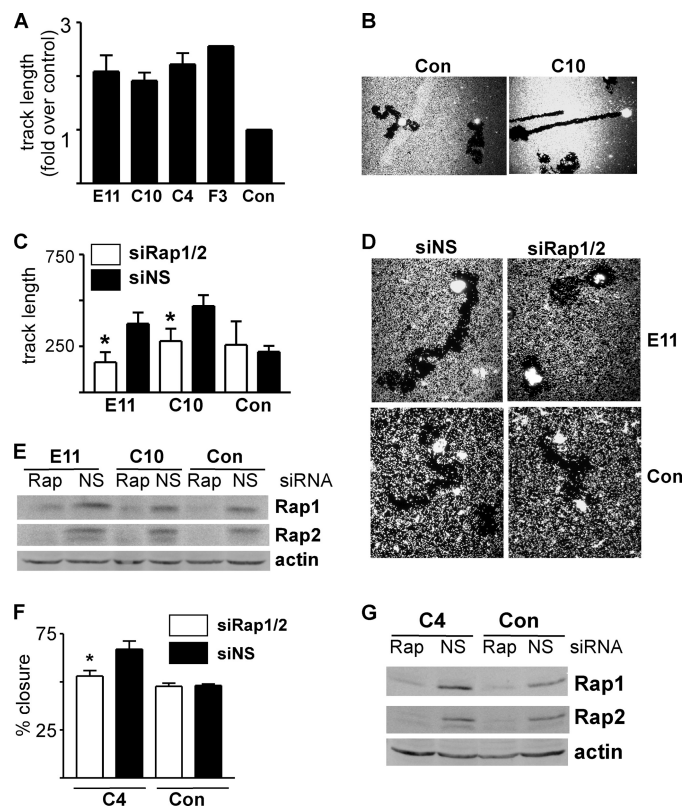 A
track length
(fold over control)
3
1
E11 C10 C4 F3 Con
B
Con C10
C
track length
750
250
siRap1/2
siNS
* *
E11 C10 Con
D
siNS siRap1/2
E11
Con
E
E11 C10 Con
Rap NS Rap NS Rap NS siRNA
Rap1
Rap2
actin
F
% closure
75
25
siRap1/2
siNS
*
C4 Con
G
C4 Con
Rap NS Rap NS siRNA
Rap1
Rap2
actin